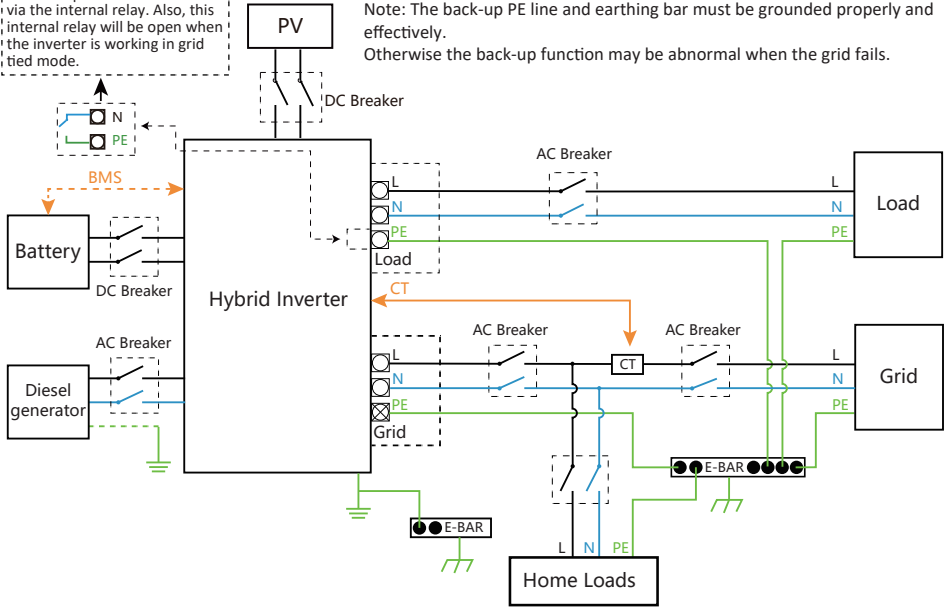 via the internal relay. Also, this
internal relay will be open when
the inverter is working in grid
tied mode.
Note: The back-up PE line and earthing bar must be grounded properly and
effectively.
Otherwise the back-up function may be abnormal when the grid fails.
PV
DC Breaker
N
PE
BMS
Battery
DC Breaker
AC Breaker
Diesel
generator
Hybrid Inverter
L
N
PE
Load
AC Breaker
L
N
PE
Load
CT
AC Breaker
CT
AC Breaker
L
N
PE
Grid
L
N
PE
Grid
E-BAR
E-BAR
L N PE
Home Loads